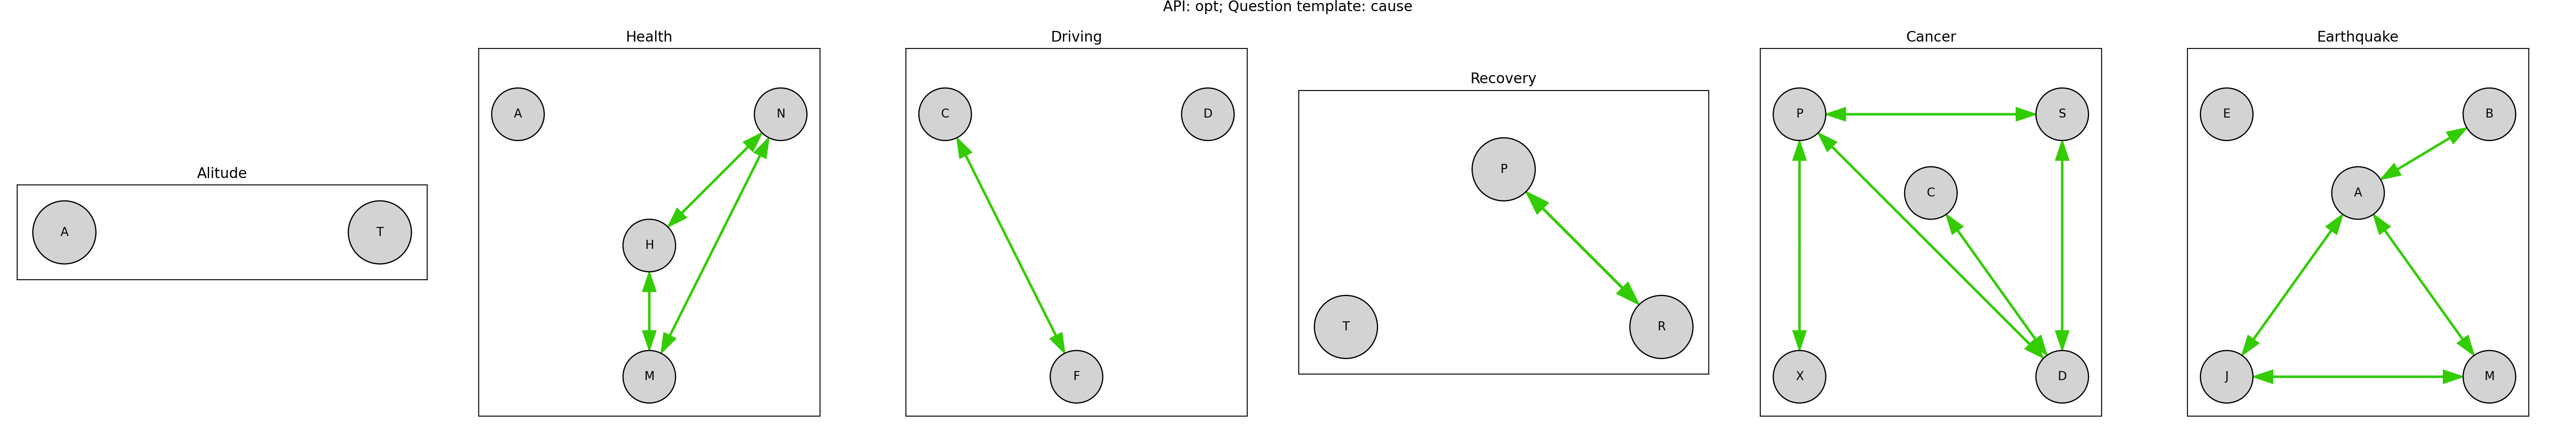 API: opt; Question template: cause
Alitude
A
T
Health
A
N
H
M
Driving
C
D
F
Recovery
P
T
R
Cancer
P
S
C
X
D
Earthquake
E
B
A
J
M